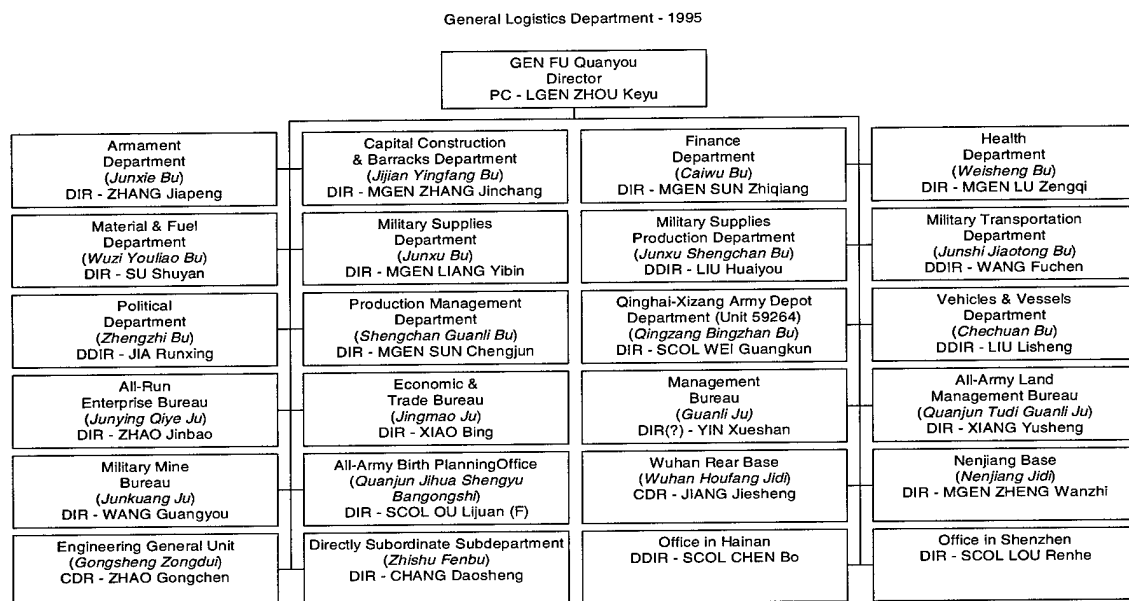 General Logistics Department - 1995
GEN FU Quanyou
Director
PC - LGEN ZHOU Keyu
Armament
Department
(Junxie Bu)
DIR - ZHANG Jiapeng
Capital Construction
& Barracks Department
(Jijian Yingfang Bu)
DIR - MGEN ZHANG Jinchang
Finance
Department
(Caiwu Bu)
DIR - MGEN SUN Zhiqiang
Health
Department
(Weisheng Bu)
DIR - MGEN LU Zengqi
Material & Fuel
Department
(Wuzi Youliao Bu)
DIR - SU Shuyan
Military Supplies
Department
(Junxu Bu)
DIR - MGEN LIANG Yibin
Military Supplies
Production Department
(Junxu Shengchan Bu)
DDIR - LIU Huaiyou
Military Transportation
Department
(Junshi Jiaotong Bu)
DDIR - WANG Fuchen
Political
Department
(Zhengzhi Bu)
DDIR - JIA Runxing
Production Management
Department
(Shengchan Guanli Bu)
DIR - MGEN SUN Chengjun
Qinghai-Xizang Army Depot
Department (Unit 59264)
(Qingzang Bingzhan Bu)
DIR - SCOL WEI Guangkun
Vehicles & Vessels
Department
(Chechuan Bu)
DDIR - LIU Lisheng
All-Run
Enterprise Bureau
(Junying Qiye Ju)
DIR - ZHAO Jinbao
Economic &
Trade Bureau
(Jingmao Ju)
DIR - XIAO Bing
Management
Bureau
(Guanli Ju)
DIR(?) - YIN Xueshan
All-Army Land
Management Bureau
(Quanjun Tudi Guanli Ju)
DIR - XIANG Yusheng
Military Mine
Bureau
(Junkuang Ju)
DIR - WANG Guangyou
All-Army Birth PlanningOffice
(Quanjun Jihua Shengyu
Bangongshi)
DIR - SCOL OU Lijuan (F)
Wuhan Rear Base
(Wuhan Houfang Jidi)
CDR - JIANG Jiesheng
Nenjiang Base
(Nenjiang Jidi)
DIR - MGEN ZHENG Wanzhi
Engineering General Unit
(Gongsheng Zongdui)
CDR - ZHAO Gongchen
Directly Subordinate Subdepartment
(Zhishu Fenbu)
DIR - CHANG Daosheng
Office in Hainan
DDIR - SCOL CHEN Bo
Office in Shenzhen
DIR - SCOL LOU Renhe